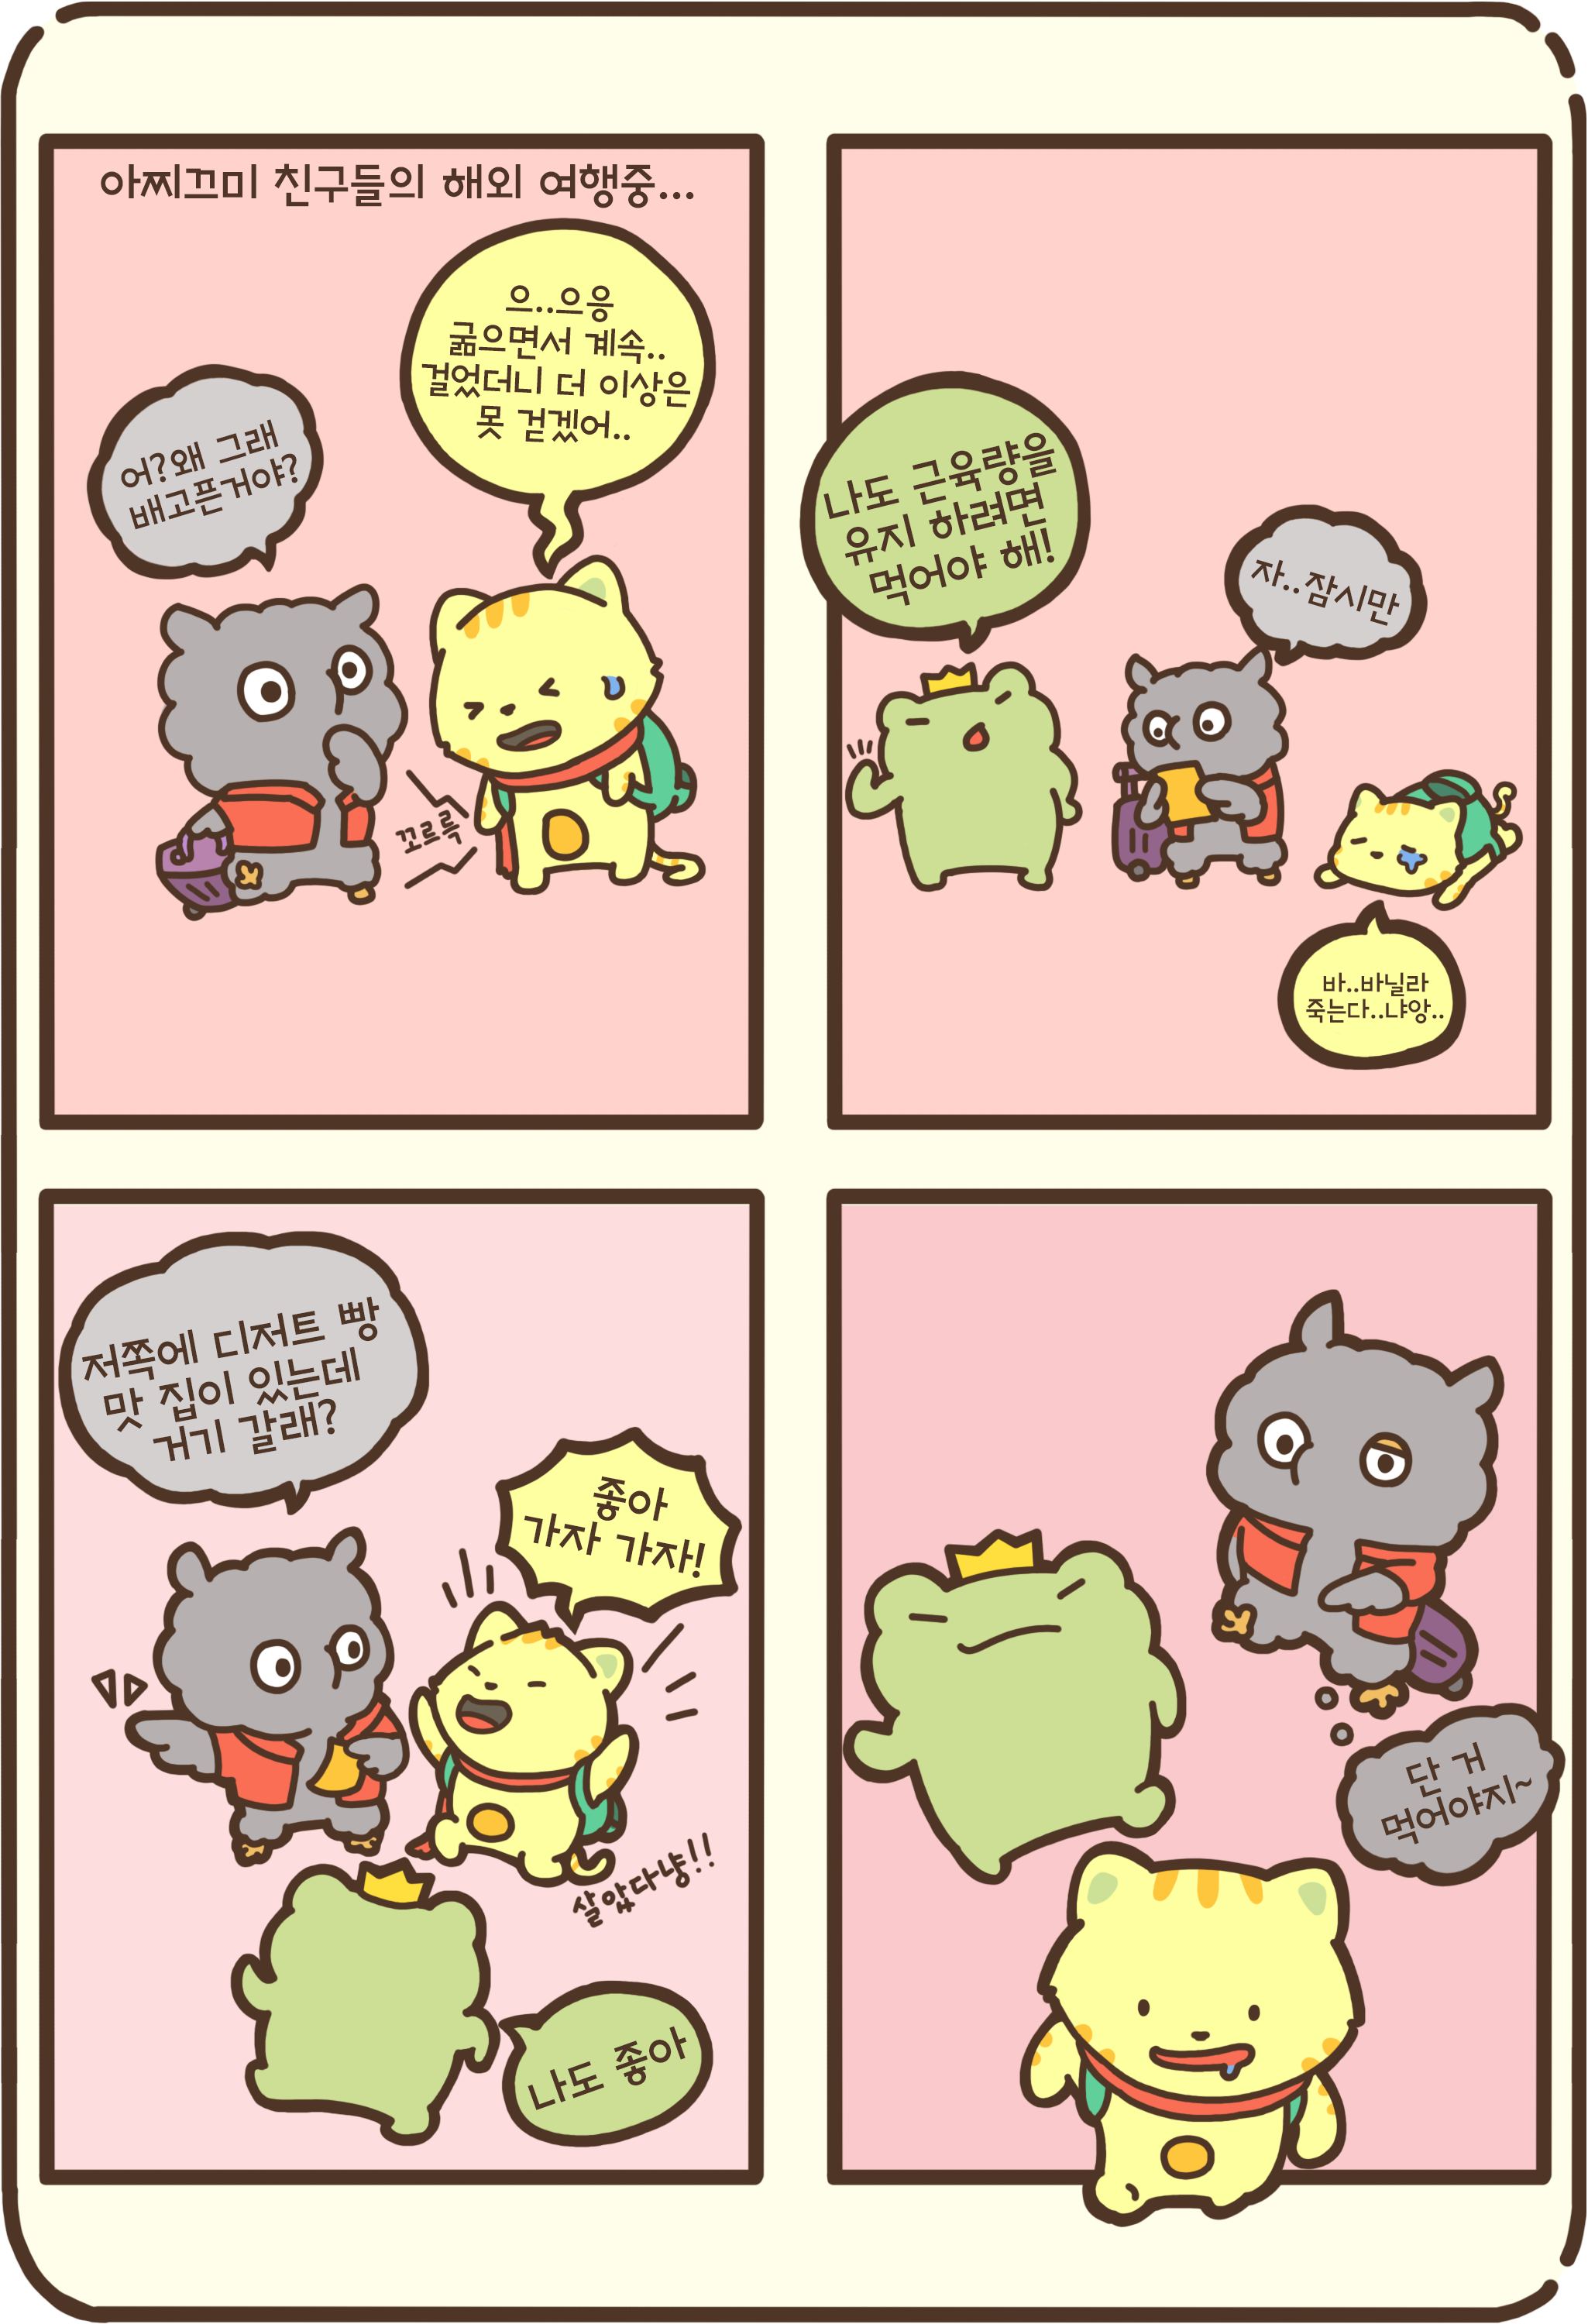 아찌끄미 친구들의 해외 여행중...
어?왜 그래
배고픈거야?
으..으응
굶으면서 계속..
걸었더니 더 이상은
못 걷겠어..
꼬르륵
나도 근육량을
유지 하려면
먹어야 해!
자..잠시만
바..바닐라
죽는다..냐앙..
저쪽에 디저트 빵
맛 집이 있는데
거기 갈래?
좋아
가자 가자!
살았다냥!!
나도 좋아
단 거
먹어야지~